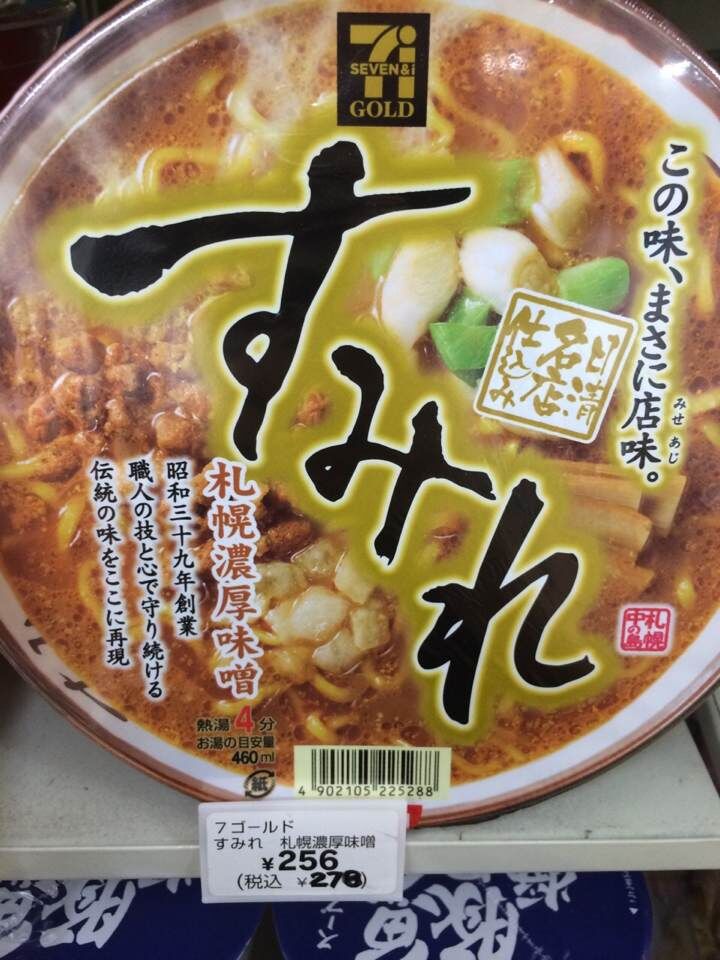 7i
SEVEN&i
GOLD
この味、まさに店味。
みせ あじ
すみれ
日清
名店
仕込み
札幌濃厚味噌
昭和三十九年創業
職人の技と心で守り続ける
伝統の味をここに再現
札幌
中の島
熱湯4分
お湯の目安量
460ml
紙
4 902105 225288
7ゴールド
すみれ 札幌濃厚味噌
¥256
(税込 ¥276)
スープ
豚